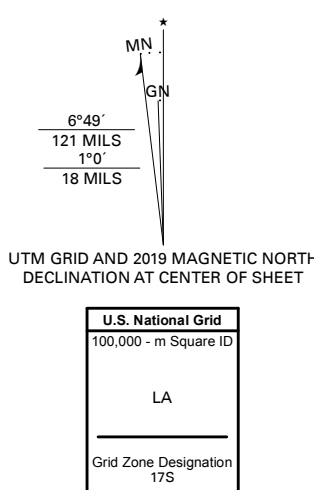 ★
MN
GN
6°49´
121 MILS
1°0´
18 MILS
UTM GRID AND 2019 MAGNETIC NORTH
DECLINATION AT CENTER OF SHEET
U.S. National Grid
100,000 - m Square ID
LA
Grid Zone Designation
17S